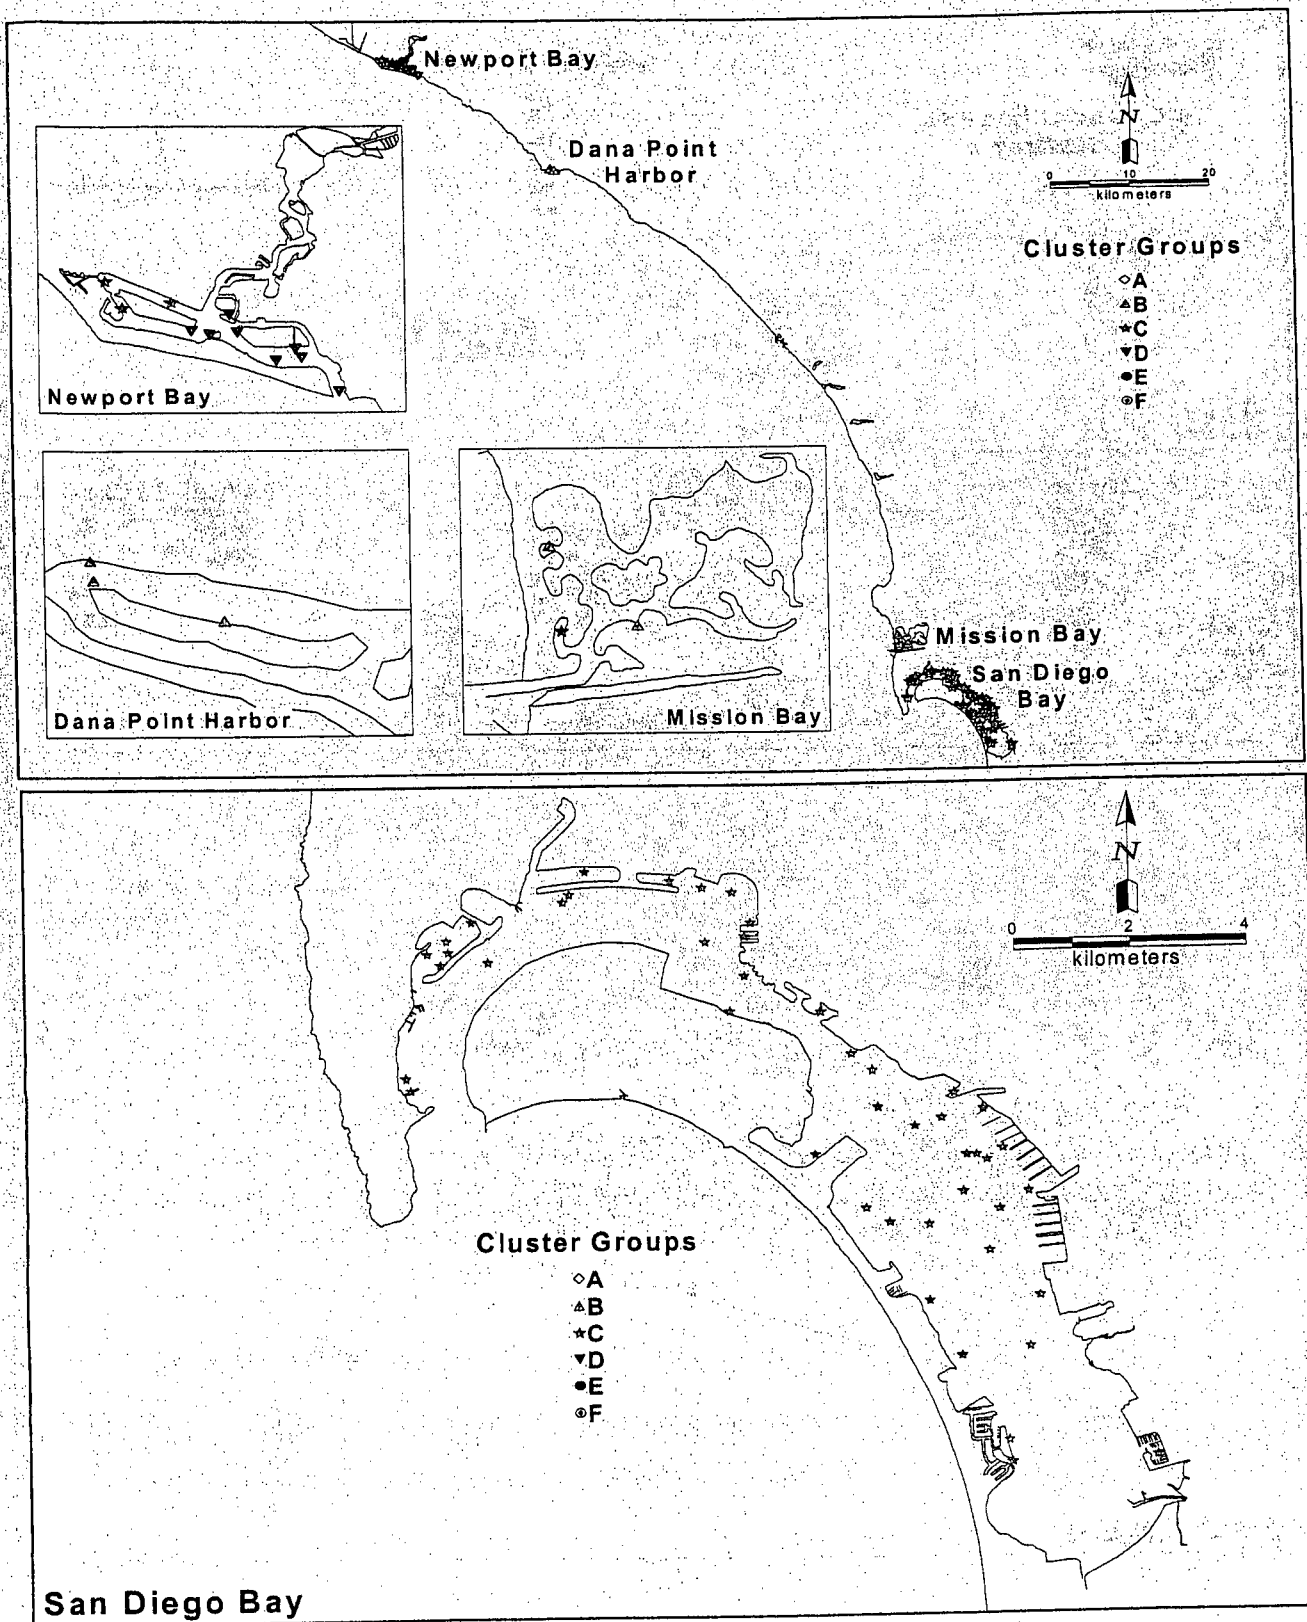 Newport Bay
Dana Point
Harbor
N
0 10 20
kilometers
Cluster Groups
A
B
C
D
E
F
Newport Bay
Dana Point Harbor
Mission Bay
Mission Bay
San Diego
Bay
N
0 2 4
kilometers
Cluster Groups
A
B
C
D
E
F
San Diego Bay